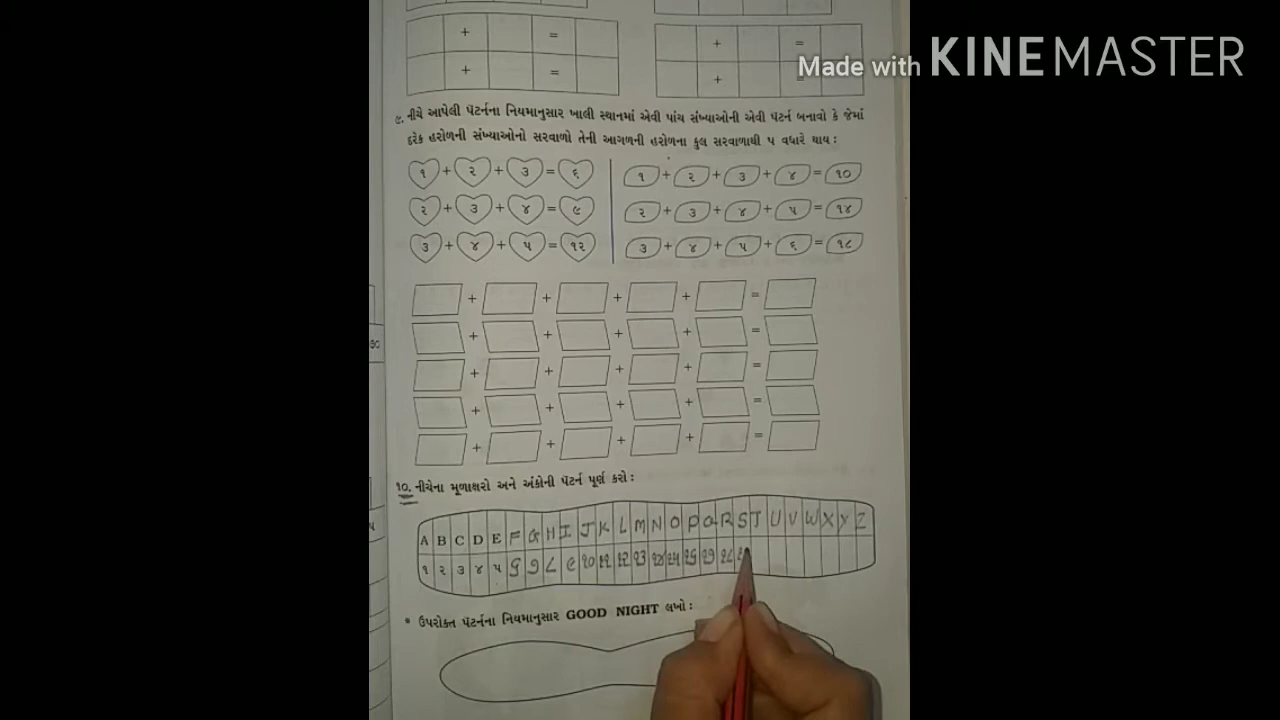 + = + =
+ = + =
Made with KINEMASTER
૯. નીચે આપેલી પૅટર્નના નિયમાનુસાર ખાલી સ્થાનમાં એવી પાંચ સંખ્યાઓની એવી પૅટર્ન બનાવો કે જેમાં
દરેક હરોળની સંખ્યાઓનો સરવાળો તેની આગળની હરોળના કુલ સરવાળાથી ૫ વધારે થાય :
૧ + ૨ + ૩ = ૬ ૧ + ૨ + ૩ + ૪ = ૧૦
૨ + ૩ + ૪ = ૯ ૨ + ૩ + ૪ + ૫ = ૧૪
૩ + ૪ + ૫ = ૧૨ ૩ + ૪ + ૫ + ૬ = ૧૮
+ + + + =
+ + + + =
+ + + + =
+ + + + =
+ + + + =
૧૦. નીચેના મૂળાક્ષરો અને અંકોની પૅટર્ન પૂર્ણ કરો :
A B C D E F G H I J K L M N O P Q R S T U V W X Y Z
૧ ૨ ૩ ૪ ૫ ૬ ૭ ૮ ૯ ૧૦ ૧૧ ૧૨ ૧૩ ૧૪ ૧૫ ૧૬ ૧૭ ૧૮
* ઉપરોક્ત પૅટર્નના નિયમાનુસાર GOOD NIGHT લખો :